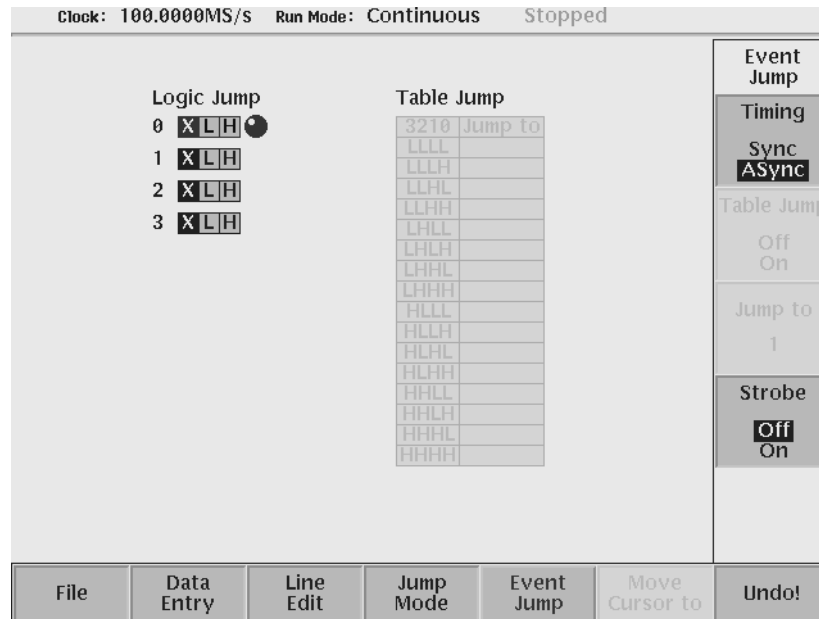 Clock: 100.0000MS/s Run Mode: Continuous Stopped
Logic Jump
0 X L H
1 X L H
2 X L H
3 X L H
Table Jump
3210 Jump to
LLLL
LLLH
LLHL
LLHH
LHLL
LHLH
LHHL
LHHH
HLLL
HLLH
HLHL
HLHH
HHLL
HHLH
HHHL
HHHH
Event
Jump
Timing
Sync
ASync
Table Jum
Off
On
Jump to
1
Strobe
Off
On
File
Data
Entry
Line
Edit
Jump
Mode
Event
Jump
Move
Cursor to
Undo!